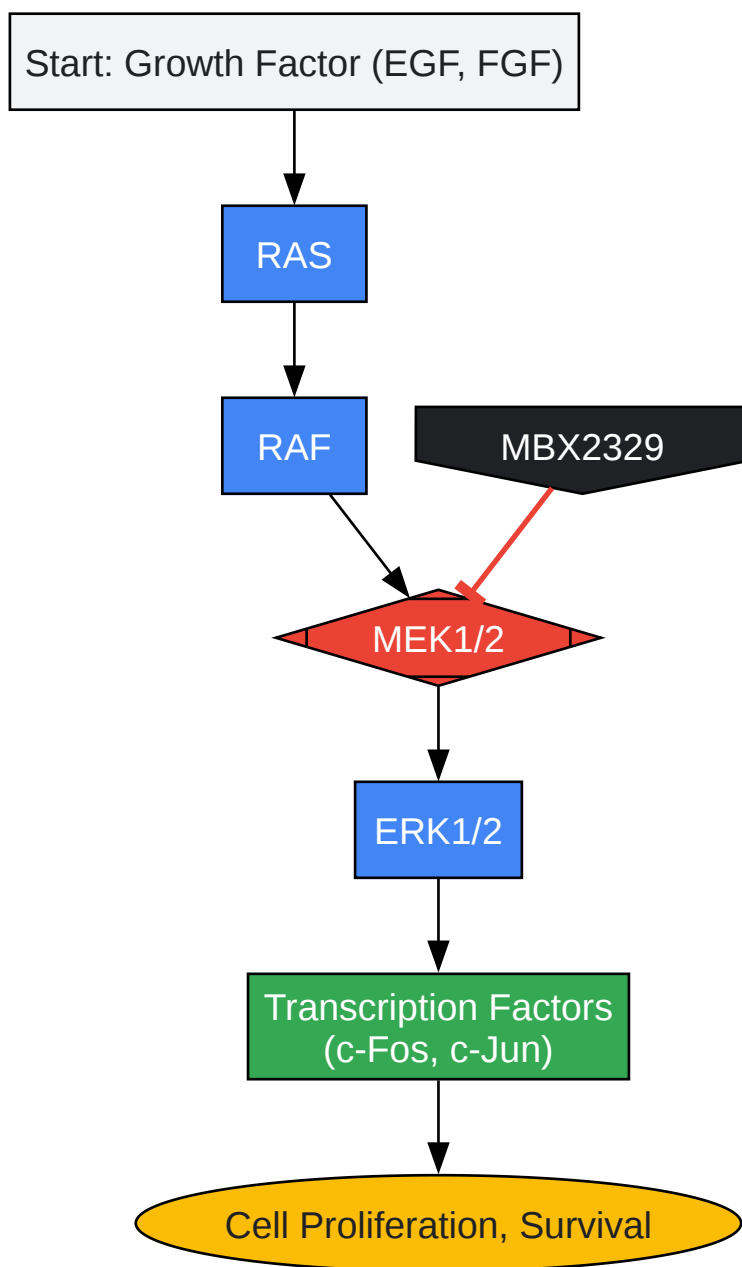 Start: Growth Factor (EGF, FGF)
RAS
RAF
MBX2329
MEK1/2
ERK1/2
Transcription Factors
(c-Fos, c-Jun)
Cell Proliferation, Survival